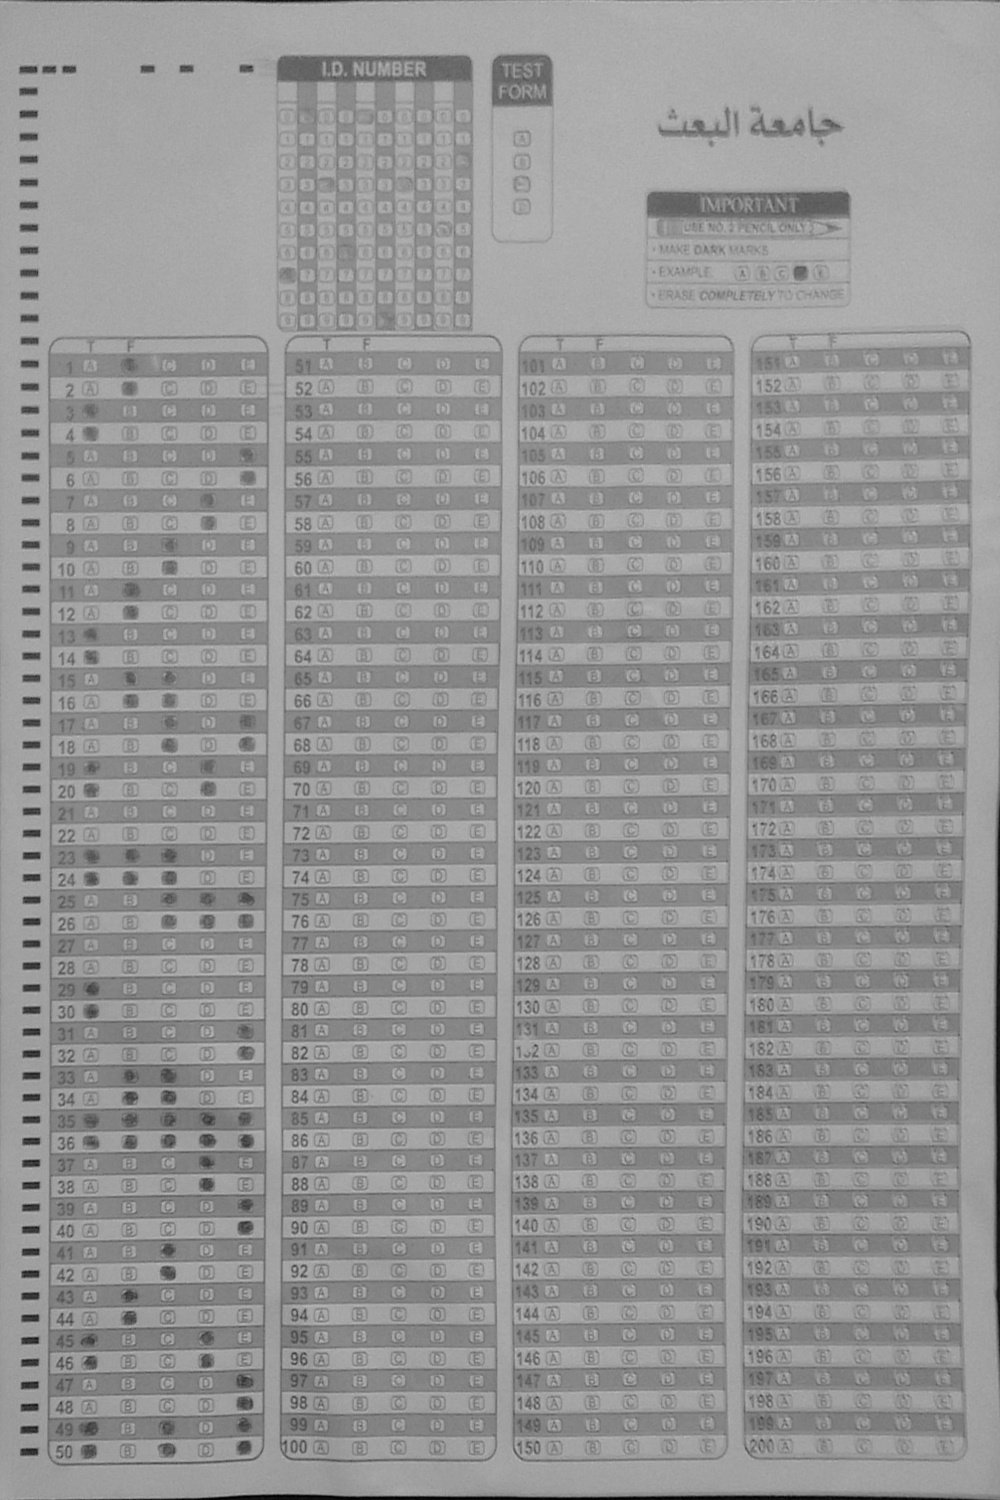 I.D. NUMBER
TEST
FORM
A
B
C
D
جامعة البعث
IMPORTANT
USE NO. 2 PENCIL ONLY
• MAKE DARK MARKS
• EXAMPLE A B C E
• ERASE COMPLETELY TO CHANGE
T F
T F
T F
T F
1 A C D E 51 A B C D E 101 A B C D E 151 A B C D E
2 A C D E 52 A B C D E 102 A B C D E 152 A B C D E
3 B C D E 53 A B C D E 103 A B C D E 153 A B C D E
4 B C D E 54 A B C D E 104 A B C D E 154 A B C D E
5 A B C D 55 A B C D E 105 A B C D E 155 A B C D E
6 A B C D 56 A B C D E 106 A B C D E 156 A B C D E
7 A B C E 57 A B C D E 107 A B C D E 157 A B C D E
8 A B C E 58 A B C D E 108 A B C D E 158 A B C D E
9 A B D E 59 A B C D E 109 A B C D E 159 A B C D E
10 A B D E 60 A B C D E 110 A B C D E 160 A B C D E
11 A C D E 61 A B C D E 111 A B C D E 161 A B C D E
12 A C D E 62 A B C D E 112 A B C D E 162 A B C D E
13 B C D E 63 A B C D E 113 A B C D E 163 A B C D E
14 B C D E 64 A B C D E 114 A B C D E 164 A B C D E
15 A D E 65 A B C D E 115 A B C D E 165 A B C D E
16 A D E 66 A B C D E 116 A B C D E 166 A B C D E
17 A B D 67 A B C D E 117 A B C D E 167 A B C D E
18 A B D 68 A B C D E 118 A B C D E 168 A B C D E
19 B C E 69 A B C D E 119 A B C D E 169 A B C D E
20 B C E 70 A B C D E 120 A B C D E 170 A B C D E
21 A B C D E 71 A B C D E 121 A B C D E 171 A B C D E
22 A B C D E 72 A B C D E 122 A B C D E 172 A B C D E
23 D E 73 A B C D E 123 A B C D E 173 A B C D E
24 D E 74 A B C D E 124 A B C D E 174 A B C D E
25 A B 75 A B C D E 125 A B C D E 175 A B C D E
26 A B 76 A B C D E 126 A B C D E 176 A B C D E
27 A B C D E 77 A B C D E 127 A B C D E 177 A B C D E
28 A B C D E 78 A B C D E 128 A B C D E 178 A B C D E
29 B C D E 79 A B C D E 129 A B C D E 179 A B C D E
30 B C D E 80 A B C D E 130 A B C D E 180 A B C D E
31 A B C D 81 A B C D E 131 A B C D E 181 A B C D E
32 A B C D 82 A B C D E 132 A B C D E 182 A B C D E
33 A D E 83 A B C D E 133 A B C D E 183 A B C D E
34 A D E 84 A B C D E 134 A B C D E 184 A B C D E
35 85 A B C D E 135 A B C D E 185 A B C D E
36 86 A B C D E 136 A B C D E 186 A B C D E
37 A B C E 87 A B C D E 137 A B C D E 187 A B C D E
38 A B C E 88 A B C D E 138 A B C D E 188 A B C D E
39 A B C D 89 A B C D E 139 A B C D E 189 A B C D E
40 A B C D 90 A B C D E 140 A B C D E 190 A B C D E
41 A B D E 91 A B C D E 141 A B C D E 191 A B C D E
42 A B D E 92 A B C D E 142 A B C D E 192 A B C D E
43 A C D E 93 A B C D E 143 A B C D E 193 A B C D E
44 A C D E 94 A B C D E 144 A B C D E 194 A B C D E
45 B C E 95 A B C D E 145 A B C D E 195 A B C D E
46 B C E 96 A B C D E 146 A B C D E 196 A B C D E
47 A B C D 97 A B C D E 147 A B C D E 197 A B C D E
48 A B C D 98 A B C D E 148 A B C D E 198 A B C D E
49 B D 99 A B C D E 149 A B C D E 199 A B C D E
50 B D 100 A B C D E 150 A B C D E 200 A B C D E